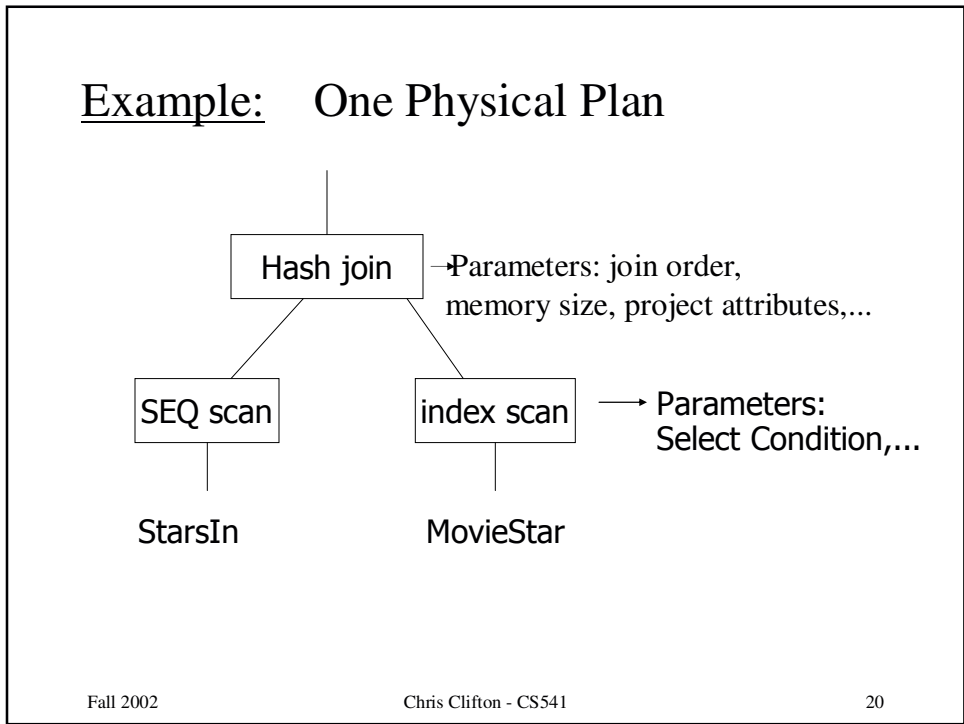 Example: One Physical Plan
Hash join
Parameters: join order,
memory size, project attributes,...
SEQ scan
index scan
Parameters:
Select Condition,...
StarsIn
MovieStar
Fall 2002
Chris Clifton - CS541
20